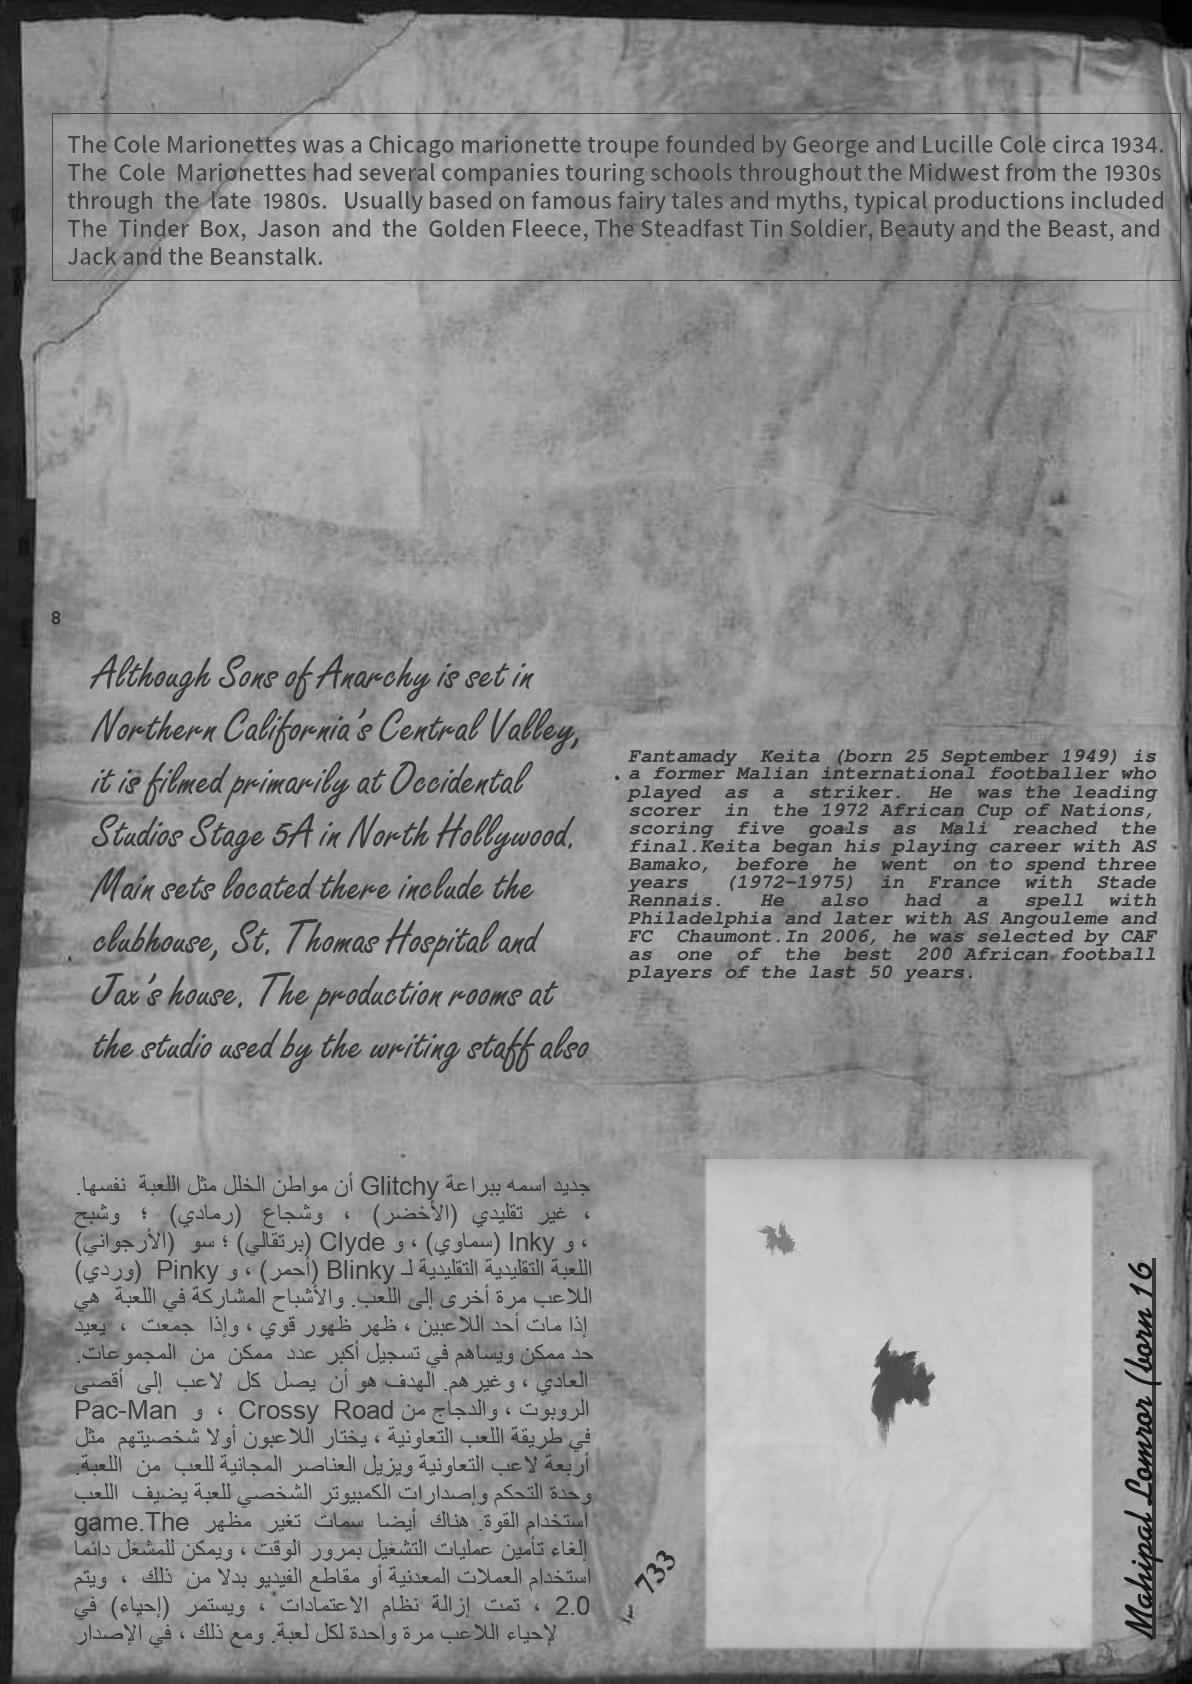 The Cole Marionettes was a Chicago marionette troupe founded by George and Lucille Cole circa 1934.
The Cole Marionettes had several companies touring schools throughout the Midwest from the 1930s
through the late 1980s. Usually based on famous fairy tales and myths, typical productions included
The Tinder Box, Jason and the Golden Fleece, The Steadfast Tin Soldier, Beauty and the Beast, and
Jack and the Beanstalk.
8
Although Sons of Anarchy is set in
Northern California's Central Valley,
it is filmed primarily at Occidental
Studios Stage 5A in North Hollywood.
Main sets located there include the
clubhouse, St. Thomas Hospital and
Jax's house. The production rooms at
the studio used by the writing staff also
Fantamady Keita (born 25 September 1949) is
a former Malian international footballer who
played as a striker. He was the leading
scorer in the 1972 African Cup of Nations,
scoring five goals as Mali reached the
final.Keita began his playing career with AS
Bamako, before he went on to spend three
years (1972–1975) in France with Stade
Rennais. He also had a spell with
Philadelphia and later with AS Angouleme and
FC Chaumont.In 2006, he was selected by CAF
as one of the best 200 African football
players of the last 50 years.
جديد اسمه ببراعة Glitchy أن مواطن الخلل مثل اللعبة نفسها.
، غير تقليدي (الأخضر) ، وشجاع (رمادي) ؛ وشبح
، و Inky (سماوي) ، و Clyde (برتقالي) ؛ سو (الأرجواني)
اللعبة التقليدية التقليدية لـ Blinky (أحمر) ، و Pinky (وردي)
اللاعب مرة أخرى إلى اللعب. والأشباح المشاركة في اللعبة هي
إذا مات أحد اللاعبين ، ظهر ظهور قوي ، وإذا جمعت ، يعيد
حد ممكن ويساهم في تسجيل أكبر عدد ممكن من المجموعات.
العادي ، وغيرهم. الهدف هو أن يصل كل لاعب إلى أقصى
الروبوت ، والدجاج من Crossy Road ، و Pac-Man
في طريقة اللعب التعاونية ، يختار اللاعبون أولا شخصيتهم مثل
أربعة لاعب التعاونية ويزيل العناصر المجانية للعب من اللعبة.
وحدة التحكم وإصدارات الكمبيوتر الشخصي للعبة يضيف اللعب
استخدام القوة. هناك أيضا سمات تغير مظهر game.The
إلغاء تأمين عمليات التشغيل بمرور الوقت ، ويمكن للمشغل دائما
استخدام العملات المعدنية أو مقاطع الفيديو بدلا من ذلك ، ويتم
2.0 ، تمت إزالة نظام الاعتمادات ، ويستمر (إحياء) في
لإحياء اللاعب مرة واحدة لكل لعبة. ومع ذلك ، في الإصدار
733
Mahipal Lomror (born 16